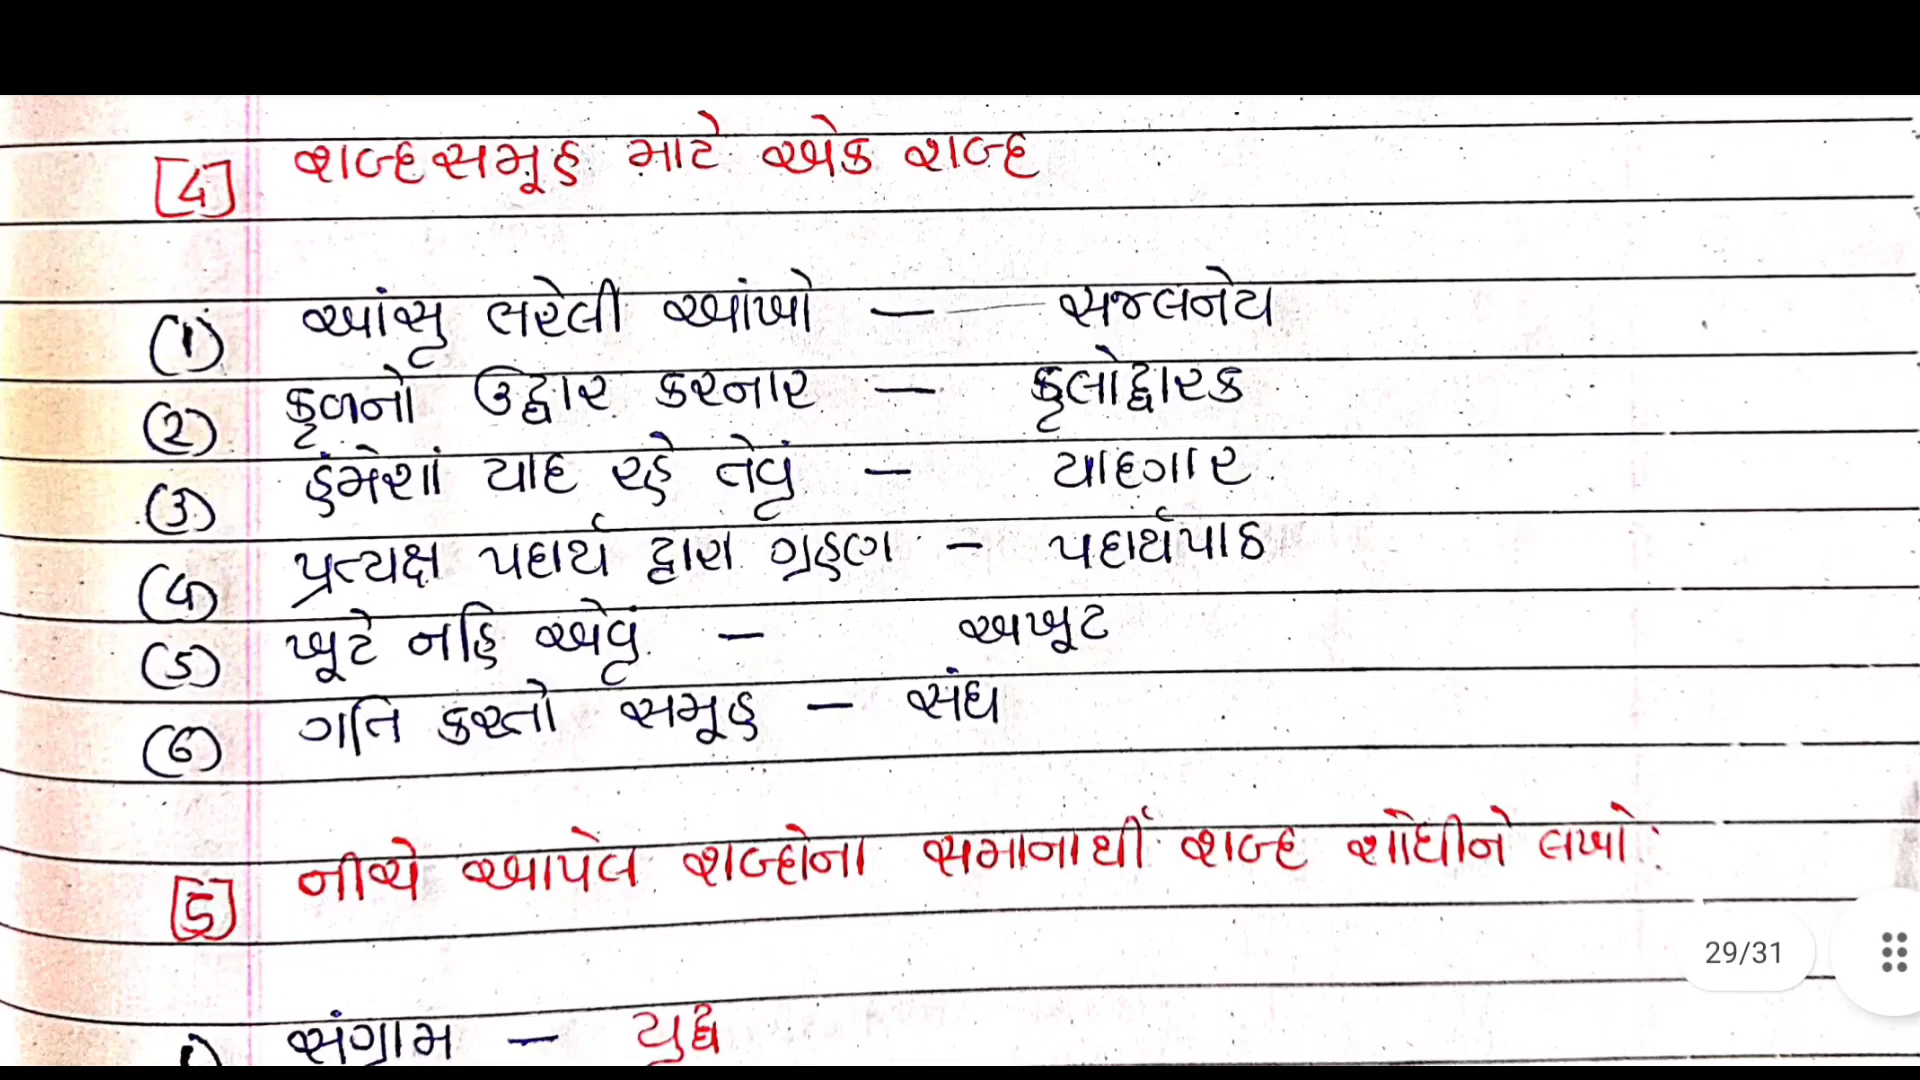 [4] શબ્દસમૂહ માટે એક શબ્દ
(1) આંસુ ભરેલી આંખો — સજલનેત્ર
(2) કુળનો ઉદ્ધાર કરનાર — કુલોદ્ધારક
(3) હંમેશાં યાદ રહે તેવું — યાદગાર
(4) પ્રત્યક્ષ પદાર્થ દ્વારા ગ્રહણ - પદાર્થપાઠ
(5) ખૂટે નહિ એવું — અખૂટ
(6) ગતિ કરતો સમૂહ — સંઘ
[5] નીચે આપેલ શબ્દોના સમાનાર્થી શબ્દ શોધીને લખો:
29/31
1) સંગ્રામ — યુદ્ધ